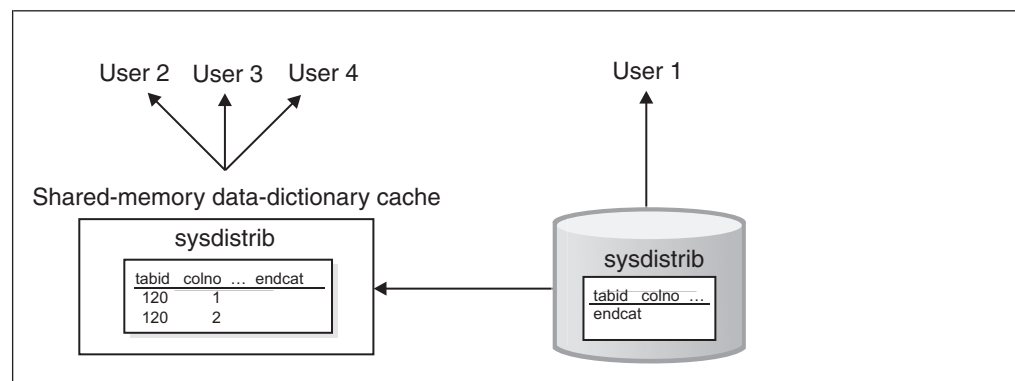 User 2 User 3 User 4
User 1
Shared-memory data-dictionary cache
sysdistrib
tabid colno … endcat
120 1
120 2
sysdistrib
tabid colno …
endcat